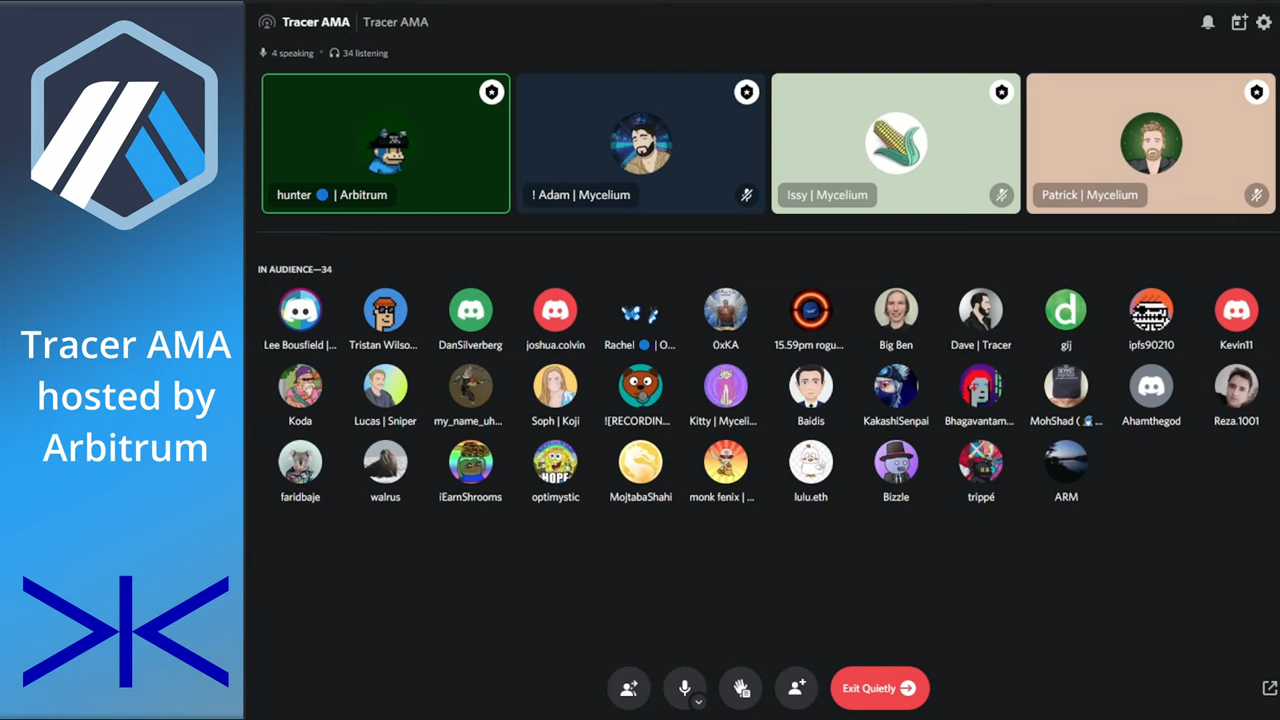 Tracer AMA
hosted by
Arbitrum
Tracer AMA | Tracer AMA
4 speaking • 34 listening
hunter 🔵 | Arbitrum
! Adam | Mycelium
Issy | Mycelium
Patrick | Mycelium
IN AUDIENCE—34
Lee Bousfield |... Tristan Wilso... DanSilverberg joshua.colvin Rachel 🔵 | O... 0xKA 15.59pm rogu... Big Ben Dave | Tracer gij ipfs90210 Kevin11
Koda Lucas | Sniper my_name_uh... Soph | Koji ![RECORDIN... Kitty | Myceli... Baidis KakashiSenpai Bhagavantam... MohShad ( ... Ahamthegod Reza.1001
faridbaje walrus iEarnShrooms optimystic MojtabaShahi monk fenix | ... lulu.eth Bizzle trippé ARM
HOPE
Exit Quietly